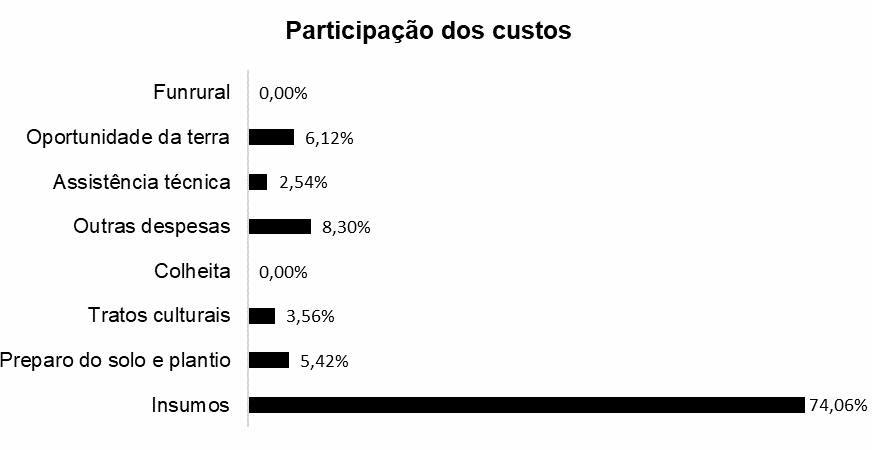 Participação dos custos
Funrural 0,00%
Oportunidade da terra 6,12%
Assistência técnica 2,54%
Outras despesas 8,30%
Colheita 0,00%
Tratos culturais 3,56%
Preparo do solo e plantio 5,42%
Insumos 74,06%